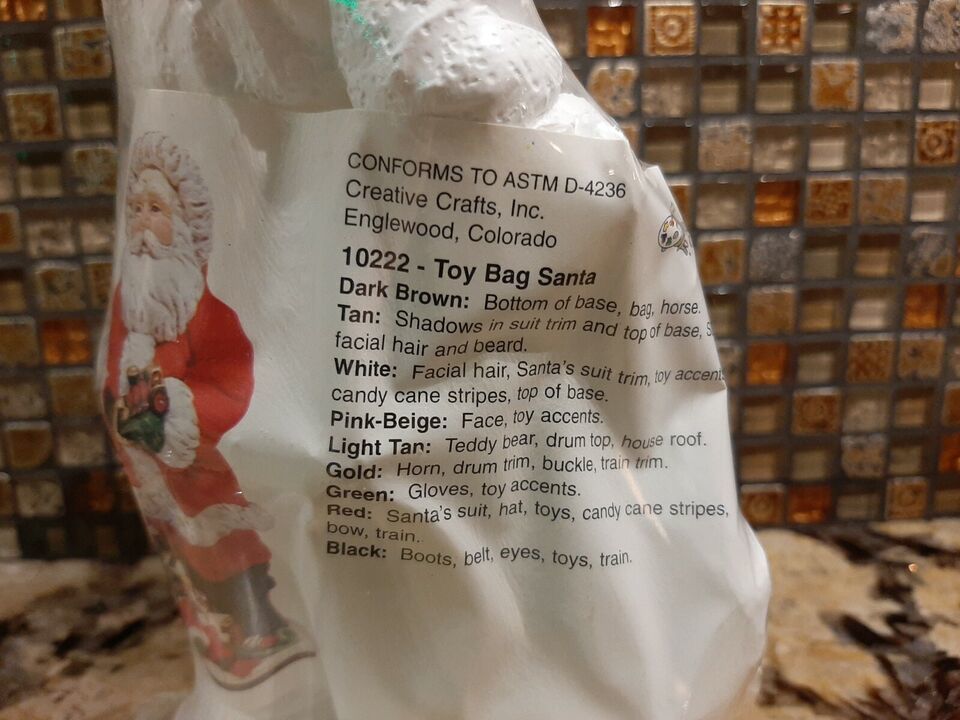 CONFORMS TO ASTM D-4236
Creative Crafts, Inc.
Englewood, Colorado
10222 - Toy Bag Santa
Dark Brown: Bottom of base, bag, horse.
Tan: Shadows in suit trim and top of base,
facial hair and beard.
White: Facial hair, Santa's suit trim, toy accents
candy cane stripes, top of base.
Pink-Beige: Face, toy accents.
Light Tan: Teddy bear, drum top, house roof.
Gold: Horn, drum trim, buckle, train trim.
Green: Gloves, toy accents.
Red: Santa's suit, hat, toys, candy cane stripes,
bow, train.
Black: Boots, belt, eyes, toys, train.